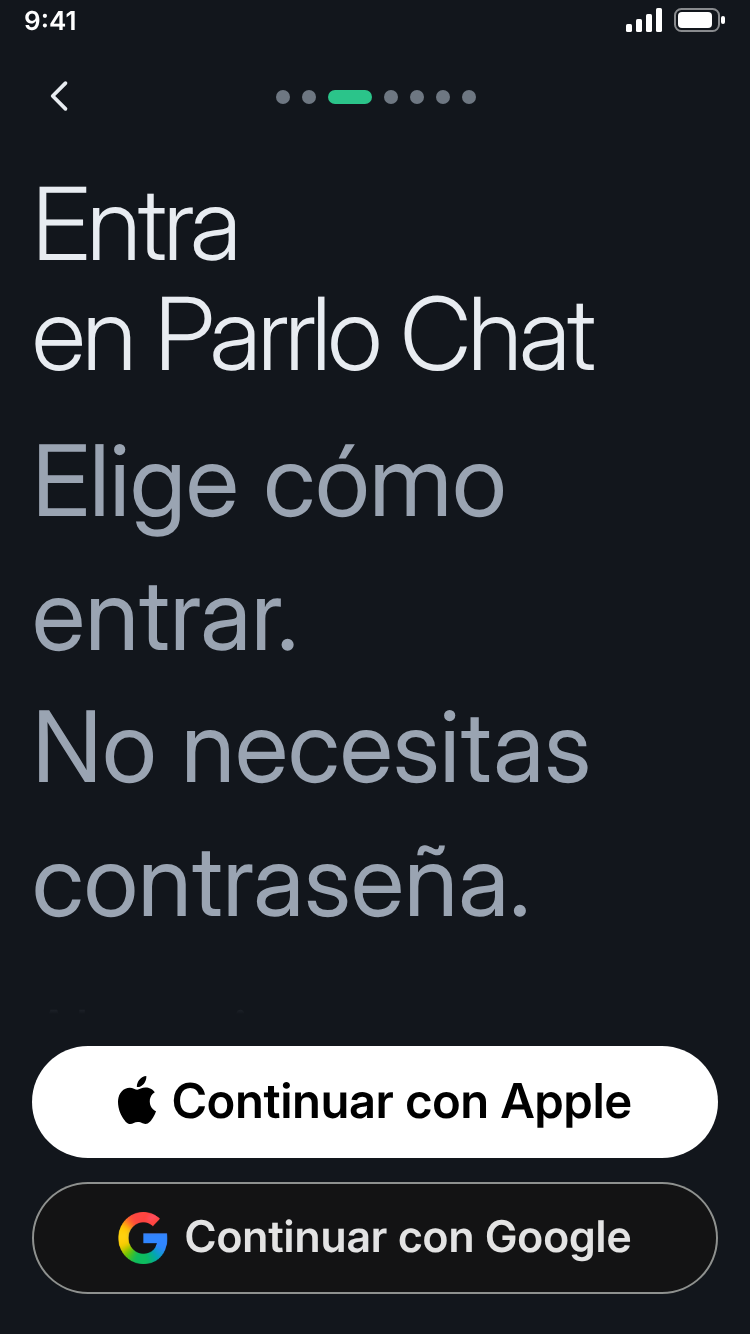 9:41
Entra
en Parrlo Chat
Elige cómo
entrar.
No necesitas
contraseña.
Continuar con Apple
Continuar con Google